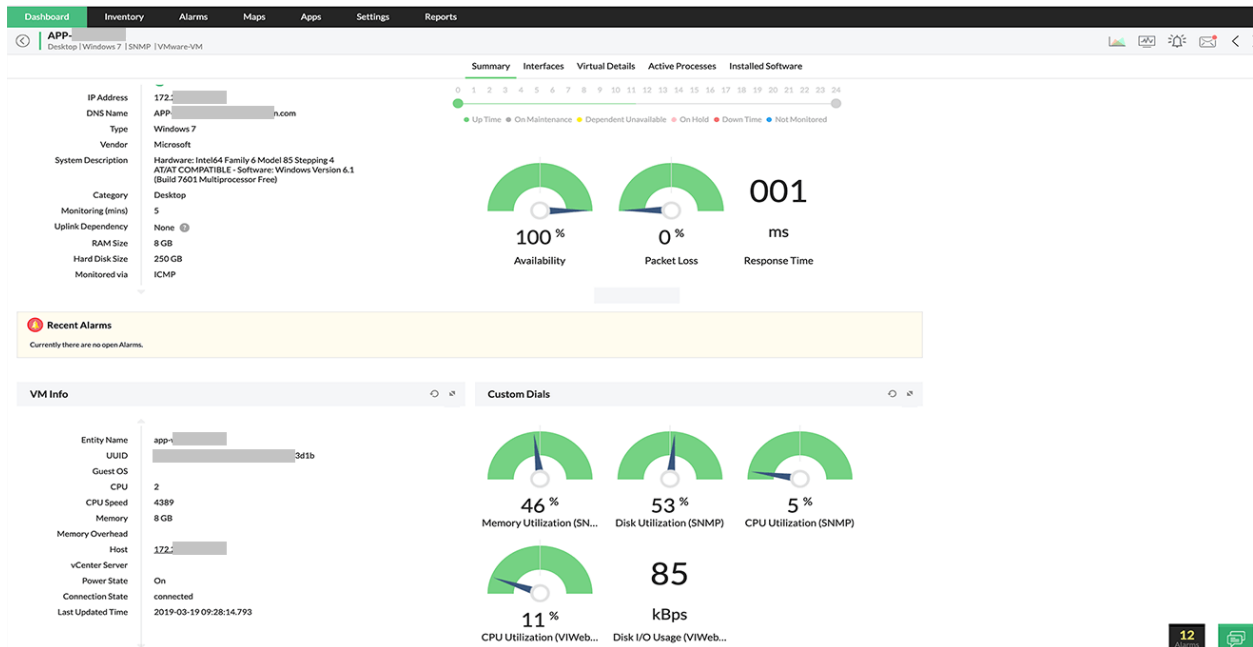 Dashboard Inventory Alarms Maps Apps Settings Reports
APP-
Desktop | Windows 7 | SNMP | VMware-VM
Summary Interfaces Virtual Details Active Processes Installed Software
IP Address 172.
DNS Name APP- n.com
Type Windows 7
Vendor Microsoft
System Description Hardware: Intel64 Family 6 Model 85 Stepping 4
AT/AT COMPATIBLE - Software: Windows Version 6.1
(Build 7601 Multiprocessor Free)
Category Desktop
Monitoring (mins) 5
Uplink Dependency None ?
RAM Size 8 GB
Hard Disk Size 250 GB
Monitored via ICMP
0 1 2 3 4 5 6 7 8 9 10 11 12 13 14 15 16 17 18 19 20 21 22 23 24
Up Time On Maintenance Dependent Unavailable On Hold Down Time Not Monitored
100 % 0 % 001 ms
Availability Packet Loss Response Time
Recent Alarms
Currently there are no open Alarms.
VM Info
Entity Name app-
UUID 3d1b
Guest OS
CPU 2
CPU Speed 4389
Memory 8 GB
Memory Overhead
Host 172.
vCenter Server
Power State On
Connection State connected
Last Updated Time 2019-03-19 09:28:14.793
Custom Dials
46 % 53 % 5 %
Memory Utilization (SN... Disk Utilization (SNMP) CPU Utilization (SNMP)
11 % 85 kBps
CPU Utilization (VIWeb... Disk I/O Usage (VIWeb...
12
Alarms